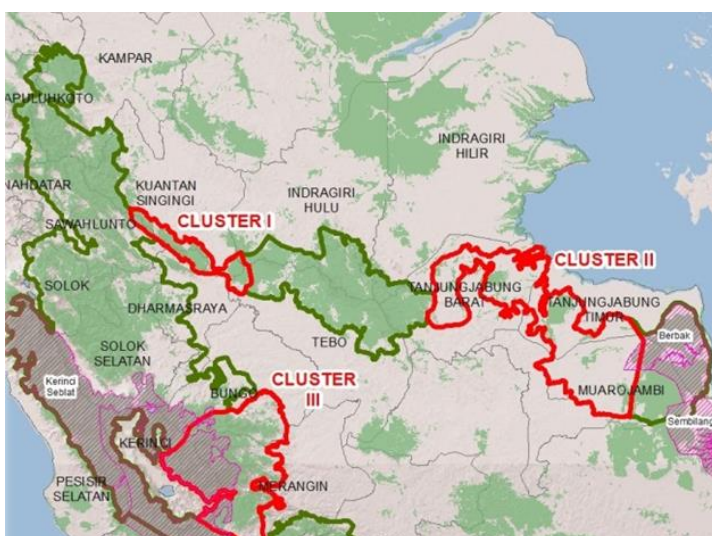 KAMPAR
APULUHKOTO
INDRAGIRI
HILIR
NAHDATAR
KUANTAN
SINGINGI
INDRAGIRI
HULU
SAWAHLUNTO
CLUSTER I
CLUSTER II
SOLOK
TANJUNGJABUNG
BARAT
TANJUNGJABUNG
TIMUR
DHARMASRAYA
SOLOK
SELATAN
TEBO
Berbak
Kerinci
Seblat
BUNGO
CLUSTER
III
MUAROJAMBI
Sembilang
KERINCI
PESISIR
SELATAN
MERANGIN